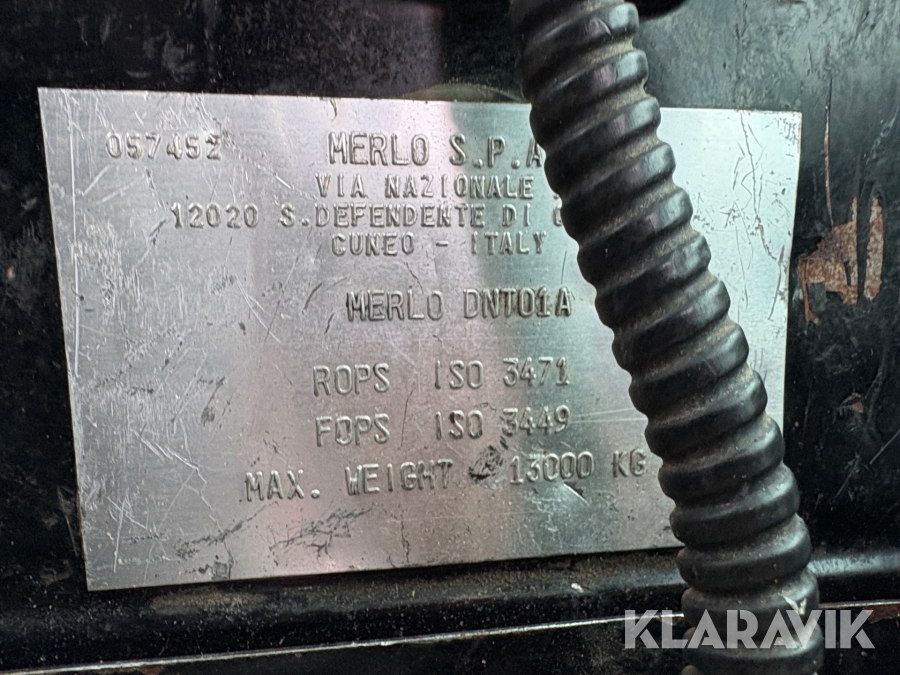 057452 MERLO S.P.A
VIA NAZIONALE
12020 S.DEFENDENTE DI
CUNEO - ITALY
MERLO DNT01A
ROPS ISO 3471
FOPS ISO 3449
MAX. WEIGHT 13000 KG
KLARAVIK